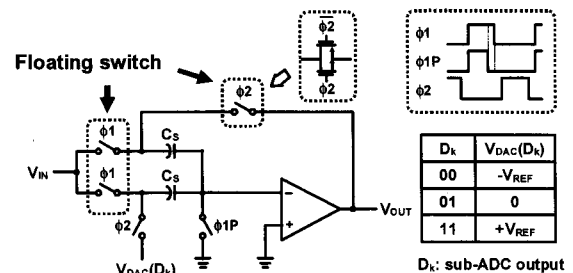 Floating switch
φ2
φ2
φ1
φ1P
φ2
φ2
φ1
Cs
VIN
φ1
Cs
φ2
φ1P
VDAC(Dk)
−
+
VOUT
Dk VDAC(Dk)
00 -VREF
01 0
11 +VREF
Dk: sub-ADC output